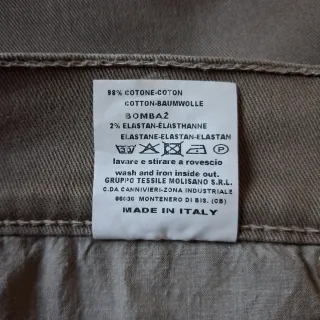 98% COTONE-COTON
COTTON-BAUMWOLLE
BOMBAŽ
2% ELASTAN-ELASTHANNE
ELASTANE-ELASTAN-ELASTAN
P
lavare e stirare a rovescio
wash and iron inside out.
GRUPPO TESSILE MOLISANO S.R.L.
C.DA CANNIVIERI-ZONA INDUSTRIALE
86036 MONTENERO DI BIS. (CB)
MADE IN ITALY